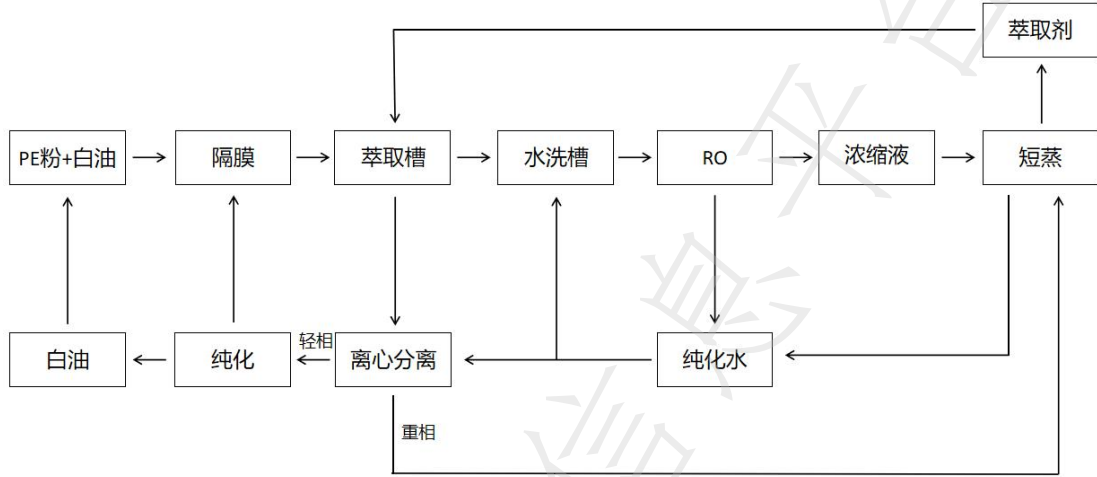 萃取剂
PE粉+白油
隔膜
萃取槽
水洗槽
RO
浓缩液
短蒸
白油
纯化
轻相
离心分离
纯化水
重相